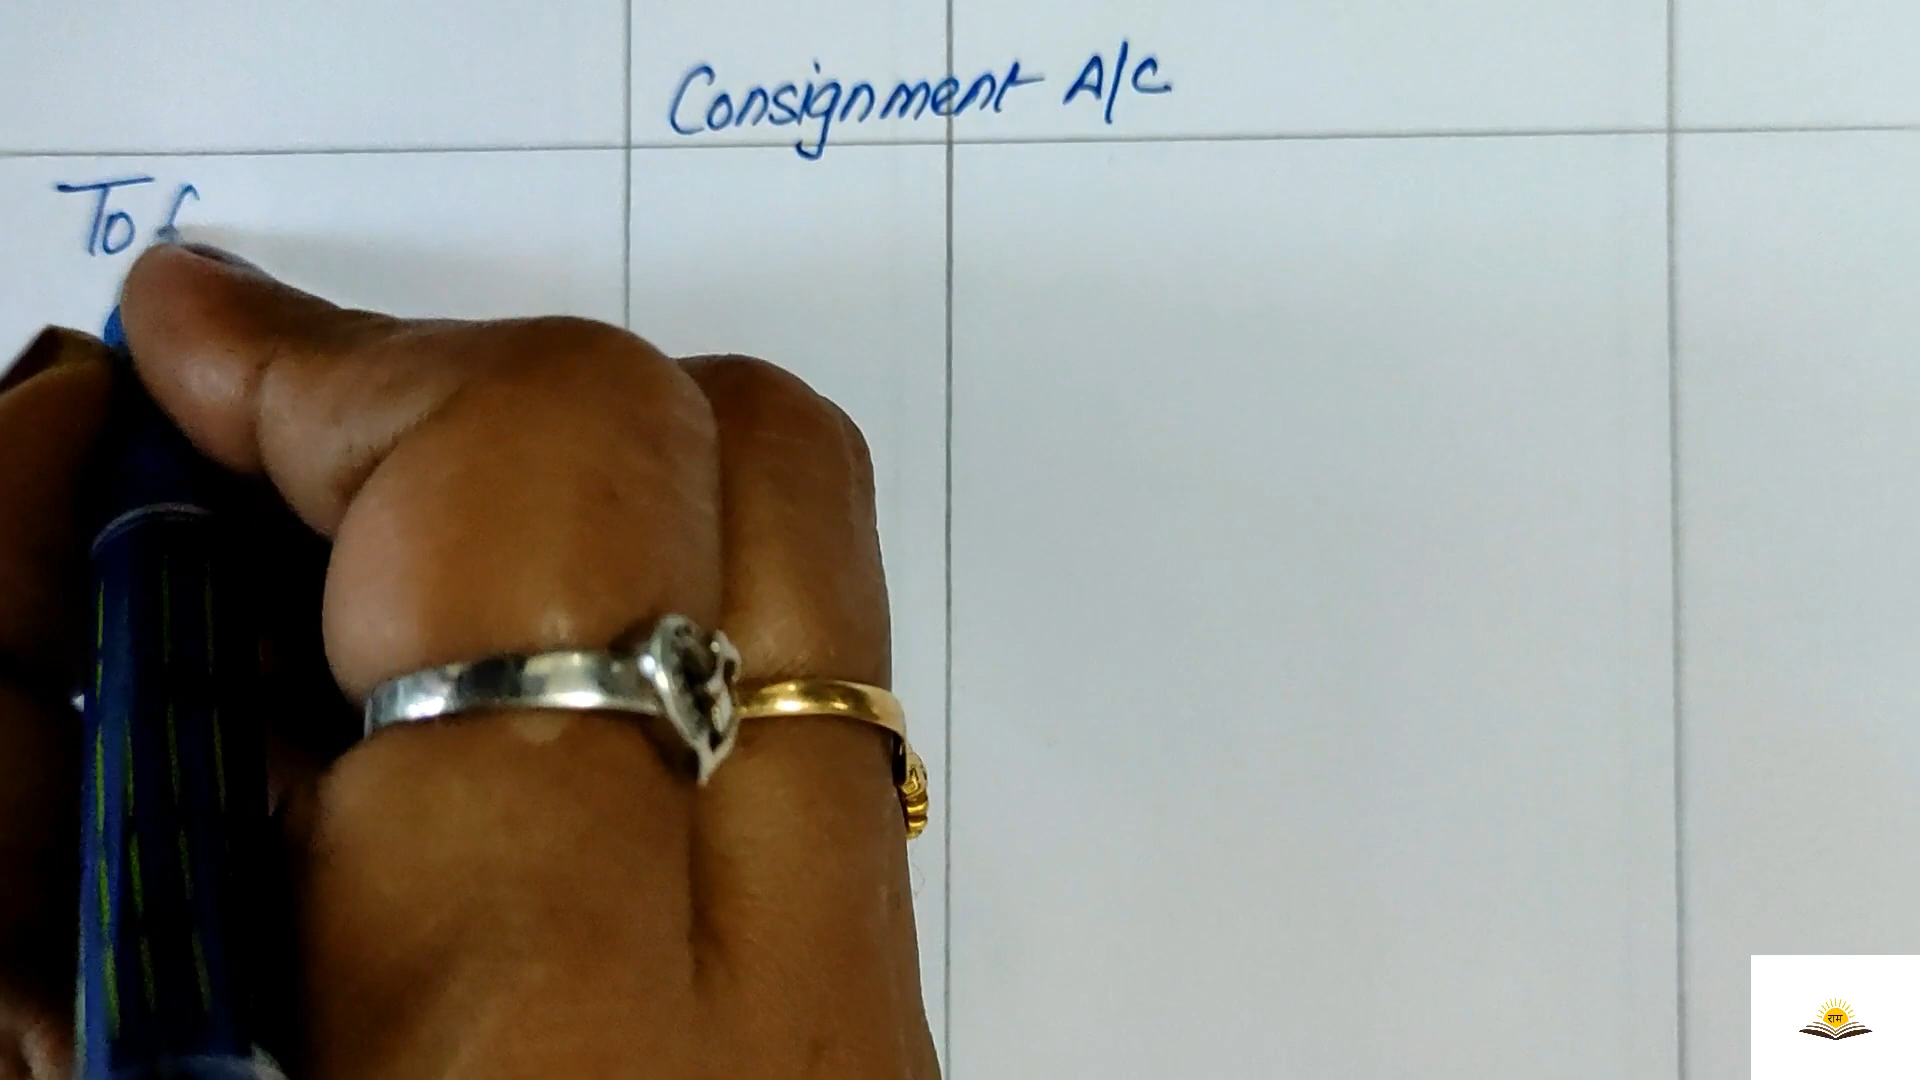 Consignment A/C
To
राम